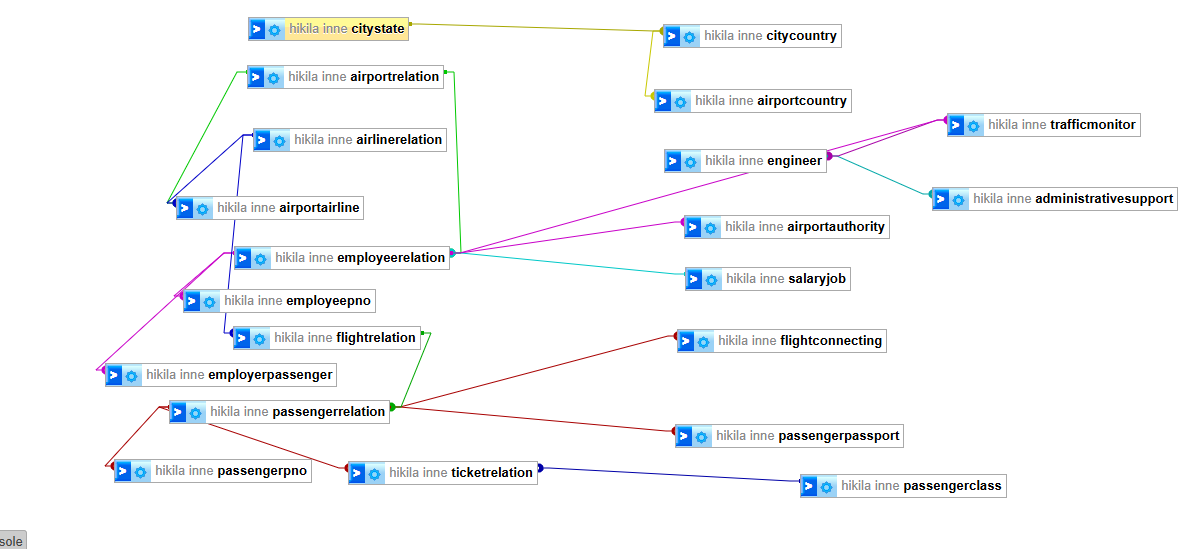 hikila inne citystate
hikila inne citycountry
hikila inne airportrelation
hikila inne airportcountry
hikila inne trafficmonitor
hikila inne airlinerelation
hikila inne engineer
hikila inne administrativesupport
hikila inne airportairline
hikila inne airportauthority
hikila inne employeerelation
hikila inne salaryjob
hikila inne employeepno
hikila inne flightrelation
hikila inne flightconnecting
hikila inne employerpassenger
hikila inne passengerrelation
hikila inne passengerpassport
hikila inne passengerpno
hikila inne ticketrelation
hikila inne passengerclass
sole